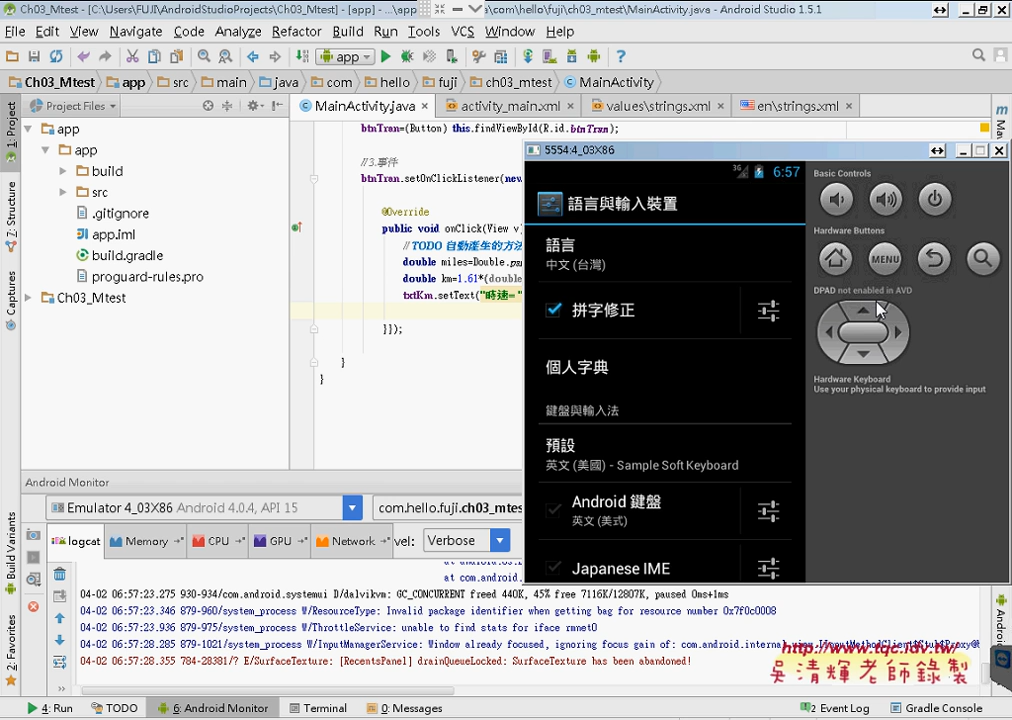 Ch03_Mtest - [C:\Users\FUJI\AndroidStudioProjects\Ch03_Mtest] - [app] - ...\app
a\com\hello\fuji\ch03_mtest\MainActivity.java - Android Studio 1.5.1
File Edit View Navigate Code Analyze Refactor Build Run Tools VCS Window Help
app
Ch03_Mtest app src main java com hello fuji ch03_mtest MainActivity
1: Project
Project Files
MainActivity.java activity_main.xml values\strings.xml en\strings.xml
app
app
build
src
.gitignore
app.iml
build.gradle
proguard-rules.pro
Ch03_Mtest
Z: Structure
Captures
Build Variants
2: Favorites
btnTran=(Button) this.findViewById(R.id.btnTran);
//3.事件
btnTran.setOnClickListener(new
@Override
public void onClick(View v
//TODO 自動產生的方法
double miles=Double.pa
double km=1.61*(double
txtKm.setText("時速="
}});
}
}
5554:4_03X86
3G 6:57
語言與輸入裝置
語言
中文 (台灣)
拼字修正
個人字典
鍵盤與輸入法
預設
英文 (美國) - Sample Soft Keyboard
Android 鍵盤
英文 (美式)
Japanese IME
Basic Controls
Hardware Buttons
MENU
DPAD not enabled in AVD
Hardware Keyboard
Use your physical keyboard to provide input
Android Monitor
Emulator 4_03X86 Android 4.0.4, API 15
com.hello.fuji.ch03_mtes
logcat Memory CPU GPU Network vel: Verbose
at com.android.
04-02 06:57:23.275 930-934/com.android.systemui D/dalvikvm: GC_CONCURRENT freed 440K, 45% free 7116K/12807K, paused 0ms+1ms
04-02 06:57:23.346 879-960/system_process W/ResourceType: Invalid package identifier when getting bag for resource number 0x7f0c0008
04-02 06:57:23.936 879-975/system_process W/ThrottleService: unable to find stats for iface rmnet0
04-02 06:57:28.285 879-1021/system_process W/InputManagerService: Window already focused, ignoring focus gain of: com.android.internal.view.IInputMethodClient$Stub$Proxy@
04-02 06:57:28.355 784-28381/? E/SurfaceTexture: [RecentsPanel] drainQueueLocked: SurfaceTexture has been abandoned!
http://www.tqc.idv.tw/
吳清輝老師錄製
4: Run TODO 6: Android Monitor Terminal 0: Messages 2 Event Log Gradle Console